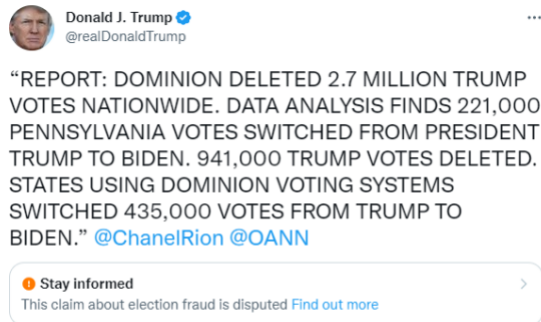 Donald J. Trump
@realDonaldTrump
“REPORT: DOMINION DELETED 2.7 MILLION TRUMP
VOTES NATIONWIDE. DATA ANALYSIS FINDS 221,000
PENNSYLVANIA VOTES SWITCHED FROM PRESIDENT
TRUMP TO BIDEN. 941,000 TRUMP VOTES DELETED.
STATES USING DOMINION VOTING SYSTEMS
SWITCHED 435,000 VOTES FROM TRUMP TO
BIDEN.” @ChanelRion @OANN
Stay informed
This claim about election fraud is disputed Find out more